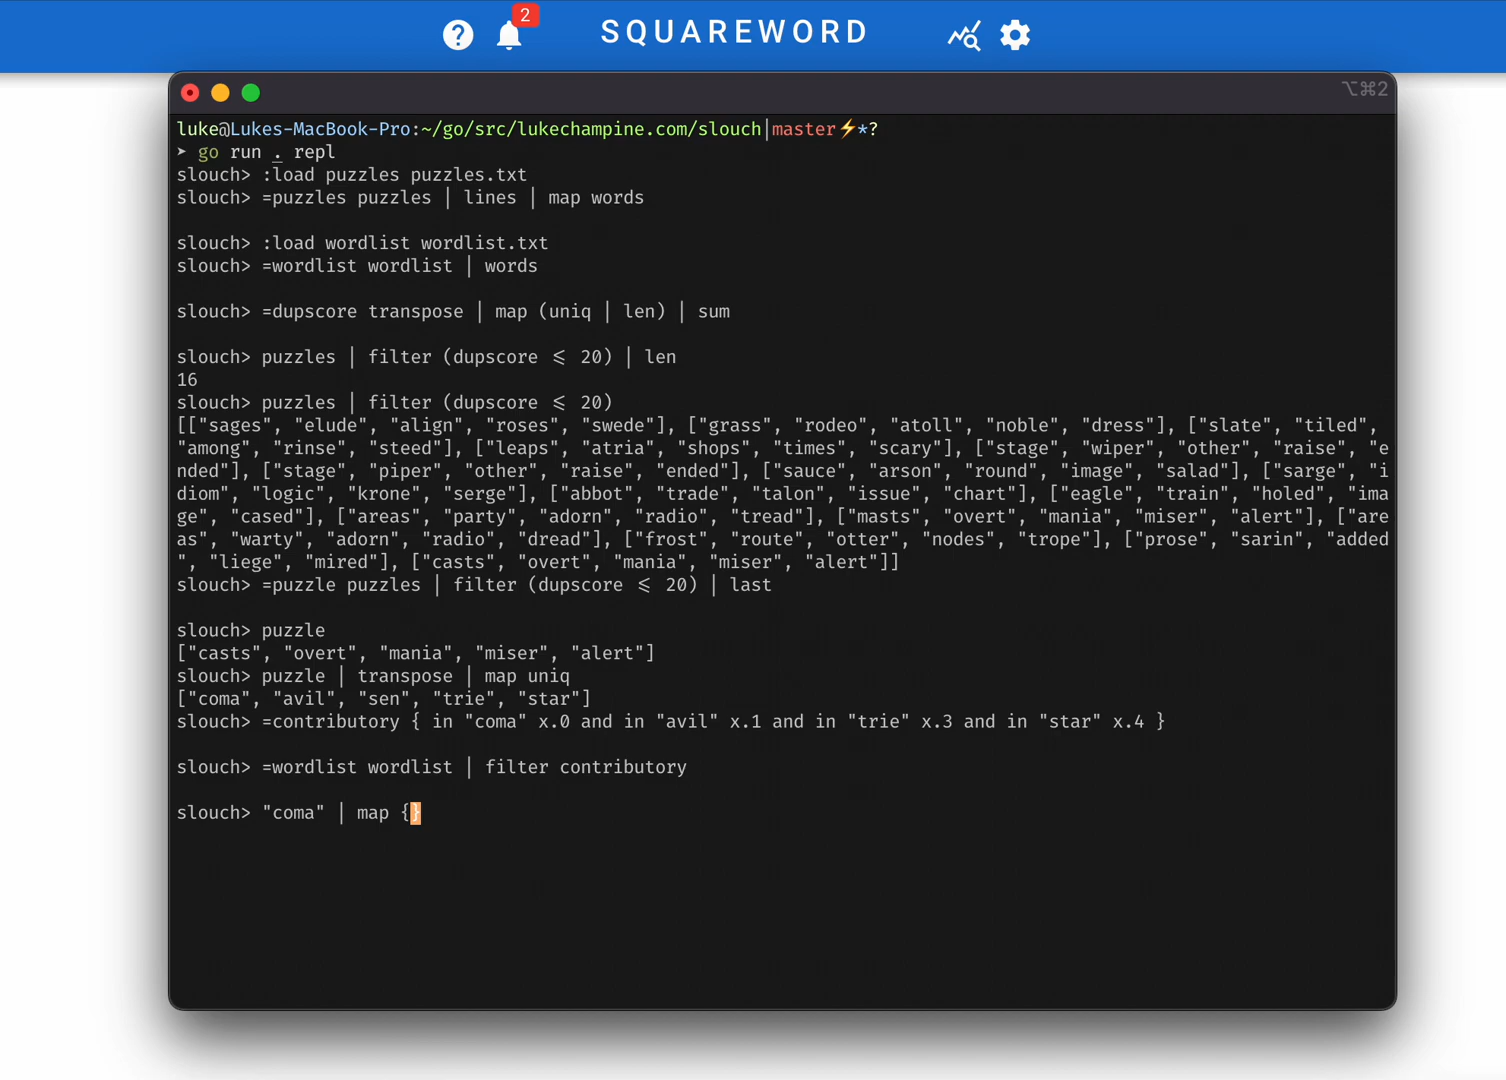 2
SQUAREWORD
⌥⌘2
luke@Lukes-MacBook-Pro:~/go/src/lukechampine.com/slouch|master⚡*?
➤ go run . repl
slouch> :load puzzles puzzles.txt
slouch> =puzzles puzzles | lines | map words
slouch> :load wordlist wordlist.txt
slouch> =wordlist wordlist | words
slouch> =dupscore transpose | map (uniq | len) | sum
slouch> puzzles | filter (dupscore <= 20) | len
16
slouch> puzzles | filter (dupscore <= 20)
[["sages", "elude", "align", "roses", "swede"], ["grass", "rodeo", "atoll", "noble", "dress"], ["slate", "tiled",
"among", "rinse", "steed"], ["leaps", "atria", "shops", "times", "scary"], ["stage", "wiper", "other", "raise", "e
nded"], ["stage", "piper", "other", "raise", "ended"], ["sauce", "arson", "round", "image", "salad"], ["sarge", "i
diom", "logic", "krone", "serge"], ["abbot", "trade", "talon", "issue", "chart"], ["eagle", "train", "holed", "ima
ge", "cased"], ["areas", "party", "adorn", "radio", "tread"], ["masts", "overt", "mania", "miser", "alert"], ["are
as", "warty", "adorn", "radio", "dread"], ["frost", "route", "otter", "nodes", "trope"], ["prose", "sarin", "added
", "liege", "mired"], ["casts", "overt", "mania", "miser", "alert"]]
slouch> =puzzle puzzles | filter (dupscore <= 20) | last
slouch> puzzle
["casts", "overt", "mania", "miser", "alert"]
slouch> puzzle | transpose | map uniq
["coma", "avil", "sen", "trie", "star"]
slouch> =contributory { in "coma" x.0 and in "avil" x.1 and in "trie" x.3 and in "star" x.4 }
slouch> =wordlist wordlist | filter contributory
slouch> "coma" | map {}